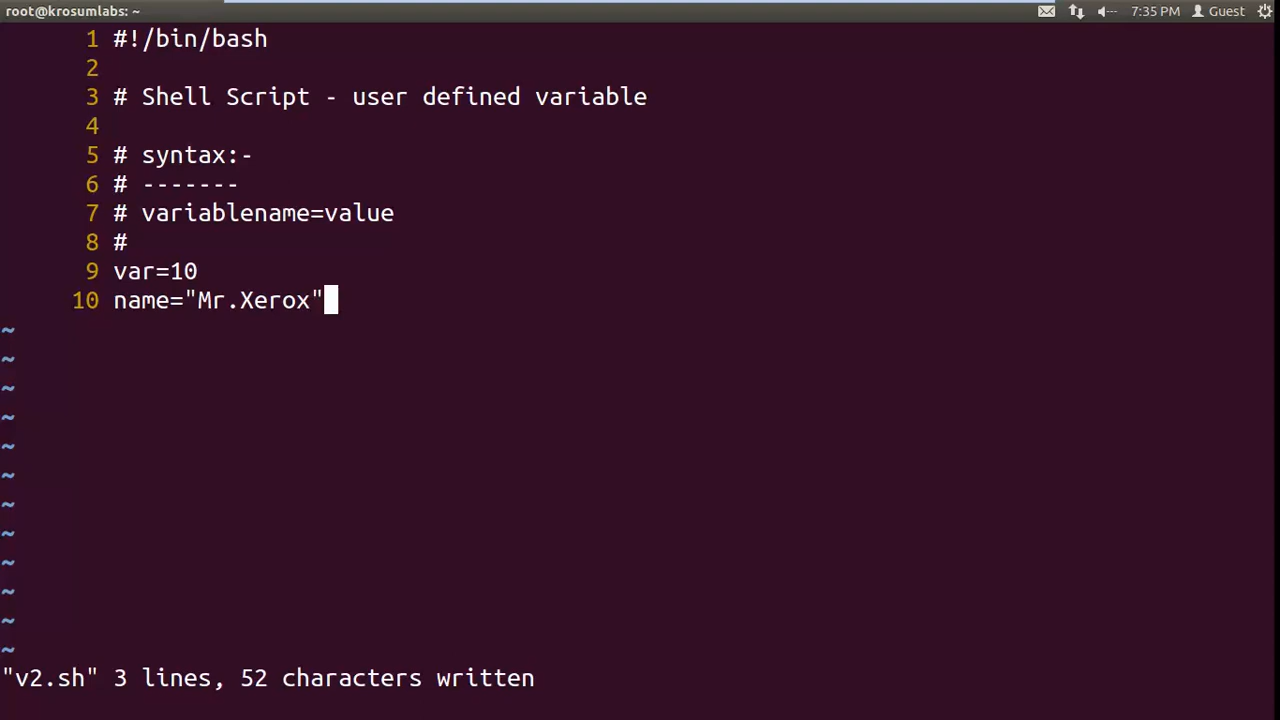 root@krosumlabs: ~ 7:35 PM Guest
1 #!/bin/bash
2
3 # Shell Script - user defined variable
4
5 # syntax:-
6 # -------
7 # variablename=value
8 #
9 var=10
10 name="Mr.Xerox"
~
~
~
~
~
~
~
~
~
~
~
~
"v2.sh" 3 lines, 52 characters written